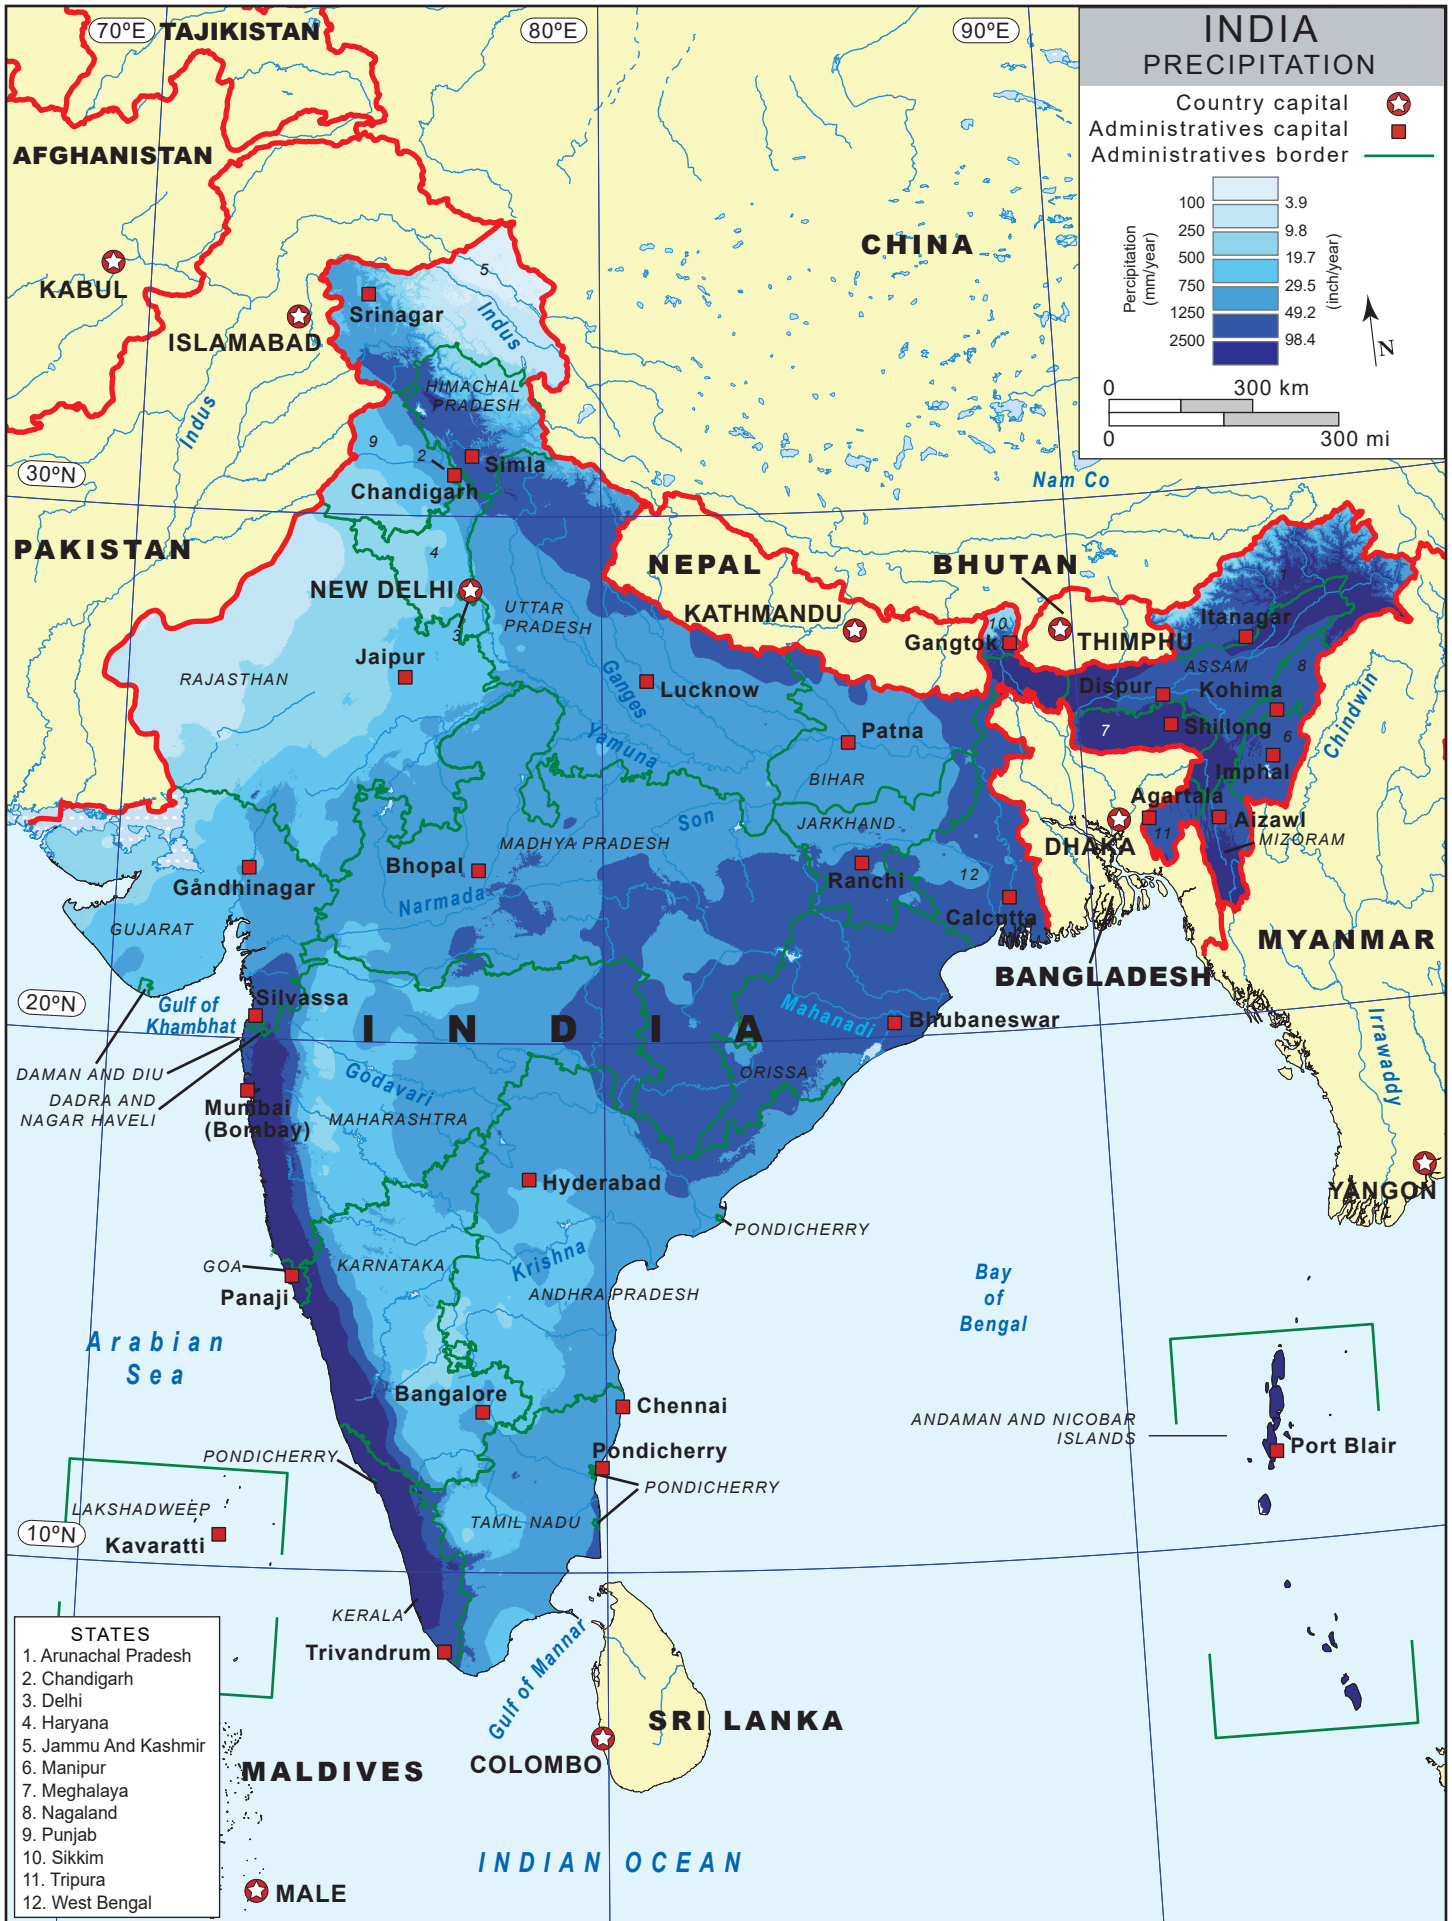 70ºE
80ºE
90ºE
TAJIKISTAN
INDIA
PRECIPITATION
Country capital
Administratives capital
Administratives border
100
250
500
750
1250
2500
3.9
9.8
19.7
29.5
49.2
98.4
Percipitation
(mm/year)
(inch/year)
N
0
300 km
0
300 mi
AFGHANISTAN
CHINA
KABUL
5
Srinagar
Indus
ISLAMABAD
HIMACHAL
PRADESH
Indus
9
2
Simla
30ºN
Chandigarh
Nam Co
PAKISTAN
4
NEPAL
BHUTAN
NEW DELHI
1
UTTAR
PRADESH
KATHMANDU
3
10
Itanagar
Gangtok
THIMPHU
Jaipur
ASSAM
8
RAJASTHAN
Ganges
Lucknow
Dispur
Kohima
Chindwin
Patna
7
Shillong
6
Yamuna
Imphal
BIHAR
Agartala
Son
JARKHAND
Aizawl
11
MADHYA PRADESH
DHAKA
MIZORAM
Bhopal
Ranchi
12
Gandhinagar
Narmada
Calcutta
GUJARAT
MYANMAR
BANGLADESH
20ºN
Silvassa
Gulf of
Khambhat
Mahanadi
Bhubaneswar
INDIA
Irrawaddy
DAMAN AND DIU
Godavari
ORISSA
DADRA AND
NAGAR HAVELI
Mumbai
(Bombay)
MAHARASHTRA
YANGON
Hyderabad
PONDICHERRY
GOA
KARNATAKA
Krishna
Panaji
ANDHRA PRADESH
Bay
of
Bengal
Arabian
Sea
Bangalore
Chennai
ANDAMAN AND NICOBAR
ISLANDS
Port Blair
PONDICHERRY
Pondicherry
PONDICHERRY
LAKSHADWEEP
TAMIL NADU
10ºN
Kavaratti
KERALA
Trivandrum
Gulf of Mannar
SRI LANKA
COLOMBO
MALDIVES
INDIAN OCEAN
MALE
STATES
1. Arunachal Pradesh
2. Chandigarh
3. Delhi
4. Haryana
5. Jammu And Kashmir
6. Manipur
7. Meghalaya
8. Nagaland
9. Punjab
10. Sikkim
11. Tripura
12. West Bengal